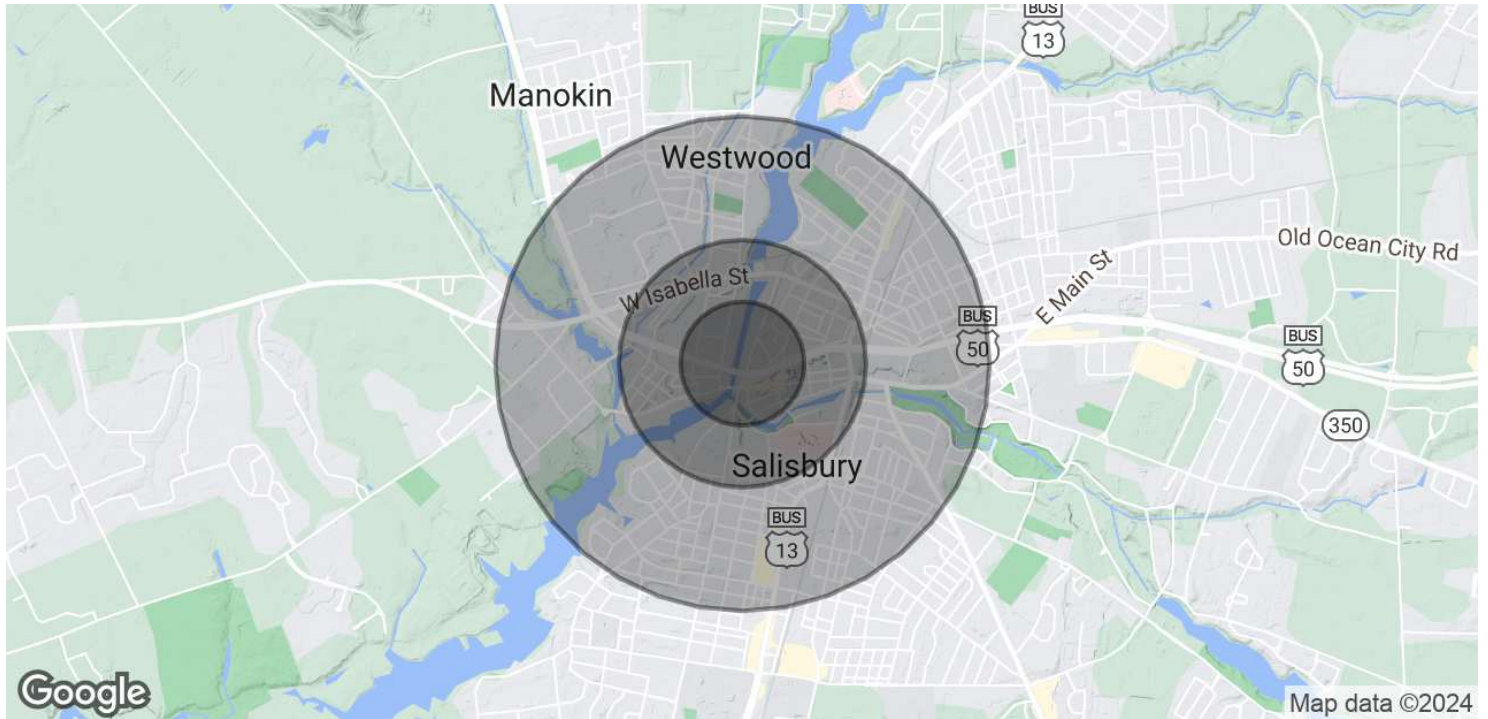 BUS
13
Manokin
Westwood
Old Ocean City Rd
E Main St
W Isabella St
BUS
50
BUS
50
350
Salisbury
BUS
13
Google
Map data ©2024